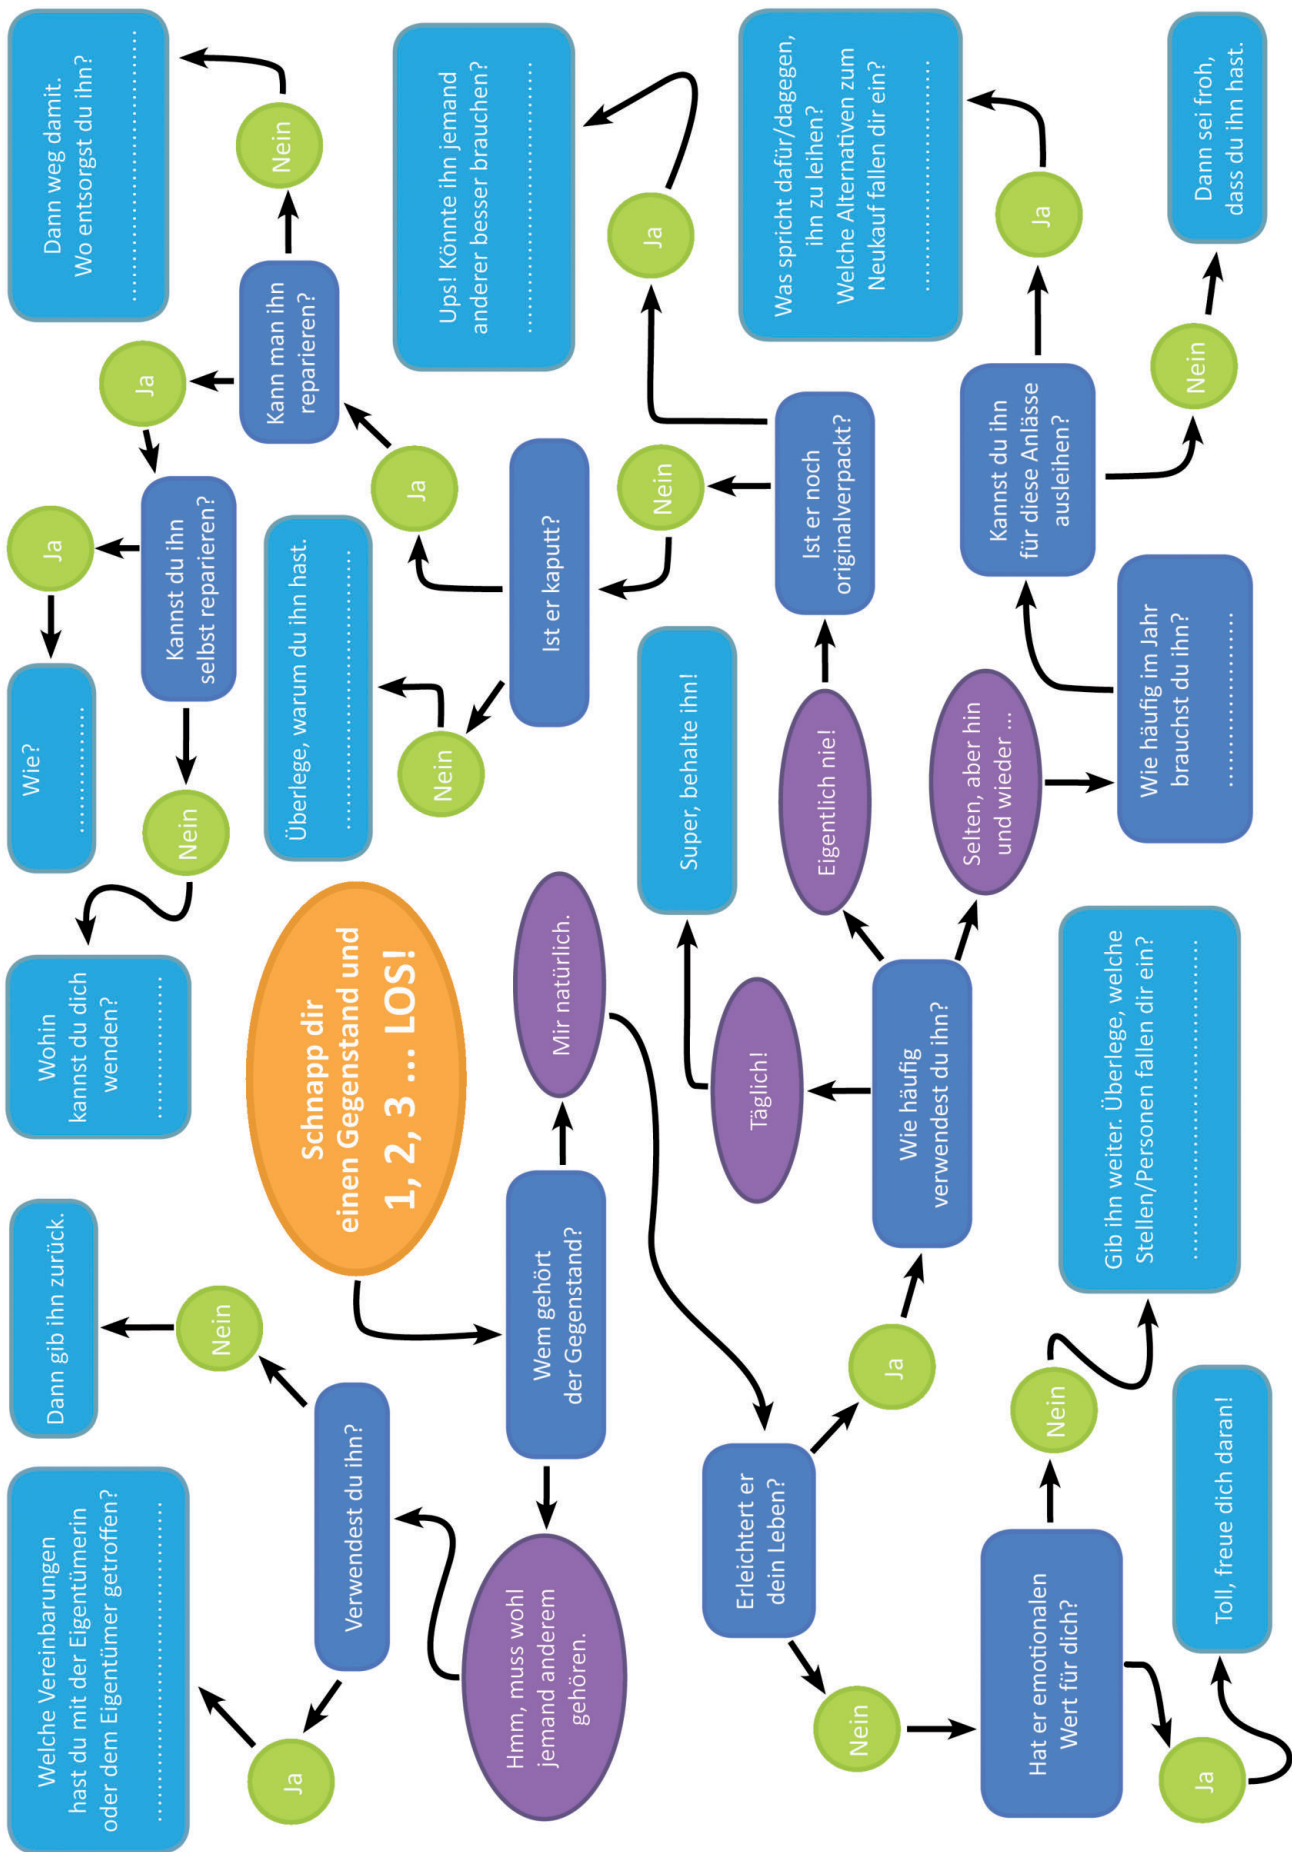 Schnapp dir
einen Gegenstand und
1, 2, 3 ... LOS!
Wem gehört
der Gegenstand?
Hmm, muss wohl
jemand anderem
gehören.
Verwendest du ihn?
Ja
Welche Vereinbarungen
hast du mit der Eigentümerin
oder dem Eigentümer getroffen?
................................................
Nein
Dann gib ihn zurück.
Mir natürlich.
Erleichtert er
dein Leben?
Nein
Hat er emotionalen
Wert für dich?
Ja
Toll, freue dich daran!
Nein
Gib ihn weiter. Überlege, welche
Stellen/Personen fallen dir ein?
................................................
Ja
Wie häufig
verwendest du ihn?
Täglich!
Super, behalte ihn!
Eigentlich nie!
Ist er noch
originalverpackt?
Ja
Ups! Könnte ihn jemand
anderer besser brauchen?
........................................
Nein
Ist er kaputt?
Nein
Überlege, warum du ihn hast.
........................................
Ja
Kann man ihn
reparieren?
Nein
Dann weg damit.
Wo entsorgst du ihn?
........................................
Ja
Kannst du ihn
selbst reparieren?
Ja
Wie?
................
Nein
Wohin
kannst du dich
wenden?
....................
Selten, aber hin
und wieder ...
Wie häufig im Jahr
brauchst du ihn?
..............................
Kannst du ihn
für diese Anlässe
ausleihen?
Ja
Was spricht dafür/dagegen,
ihn zu leihen?
Welche Alternativen zum
Neukauf fallen dir ein?
........................................
Nein
Dann sei froh,
dass du ihn hast.